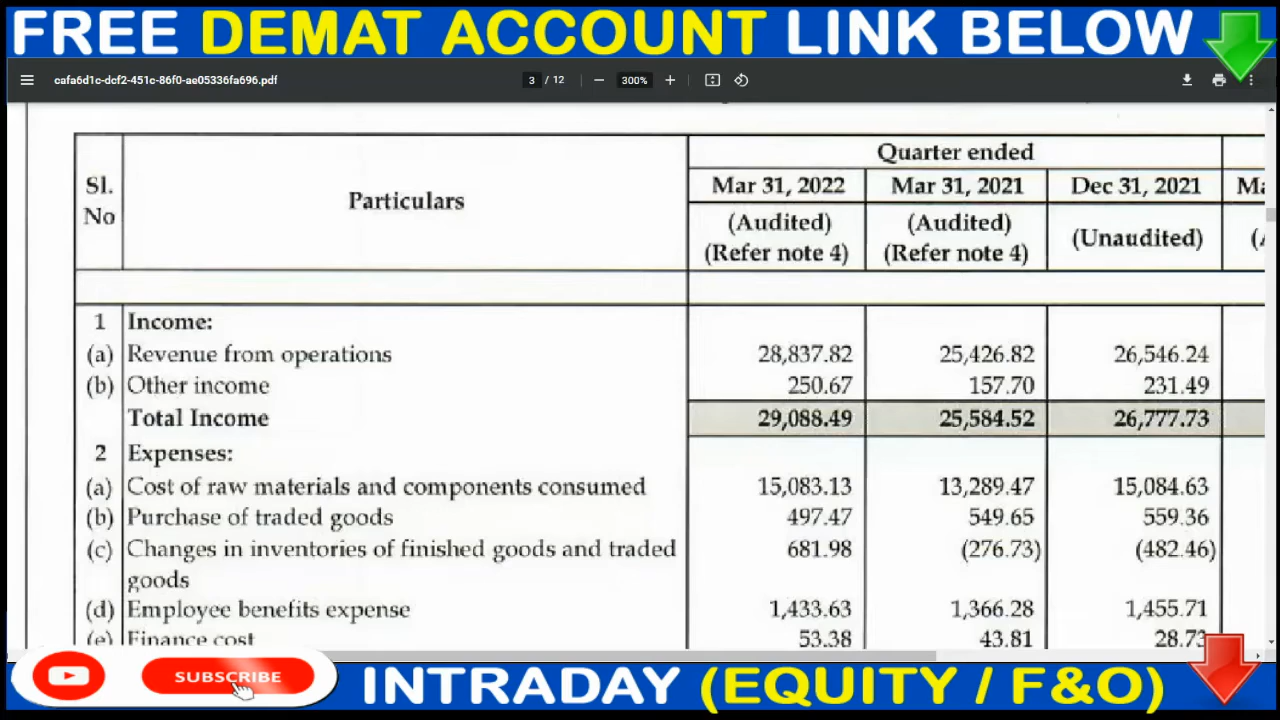 FREE DEMAT ACCOUNT LINK BELOW
cafa6d1c-dcf2-451c-86f0-ae05336fa696.pdf 3 / 12 300%
Quarter ended
Sl. No Particulars Mar 31, 2022 Mar 31, 2021 Dec 31, 2021
(Audited) (Audited) (Unaudited)
(Refer note 4) (Refer note 4)
1 Income:
(a) Revenue from operations 28,837.82 25,426.82 26,546.24
(b) Other income 250.67 157.70 231.49
Total Income 29,088.49 25,584.52 26,777.73
2 Expenses:
(a) Cost of raw materials and components consumed 15,083.13 13,289.47 15,084.63
(b) Purchase of traded goods 497.47 549.65 559.36
(c) Changes in inventories of finished goods and traded 681.98 (276.73) (482.46)
goods
(d) Employee benefits expense 1,433.63 1,366.28 1,455.71
(e) Finance cost 53.38 43.81 28.73
SUBSCRIBE
INTRADAY (EQUITY / F&O)